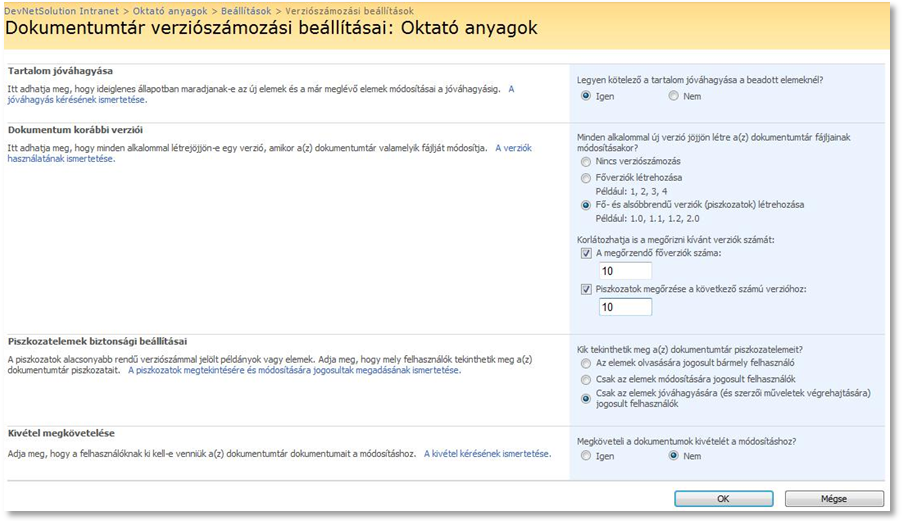 DevNetSolution Intranet > Oktató anyagok > Beállítások > Verziószámozási beállítások
Dokumentumtár verziószámozási beállításai: Oktató anyagok
Tartalom jóváhagyása
Itt adhatja meg, hogy ideiglenes állapotban maradjanak-e az új elemek és a már meglévő elemek módosításai a jóváhagyásig. A
jóváhagyás kérésének ismertetése.
Legyen kötelező a tartalom jóváhagyása a beadott elemeknél?
Igen Nem
Dokumentum korábbi verziói
Itt adhatja meg, hogy minden alkalommal létrejöjjön-e egy verzió, amikor a(z) dokumentumtár valamelyik fájlját módosítja. A verziók
használatának ismertetése.
Minden alkalommal új verzió jöjjön létre a(z) dokumentumtár fájljainak
módosításakor?
Nincs verziószámozás
Főverziók létrehozása
Például: 1, 2, 3, 4
Fő- és alsóbbrendű verziók (piszkozatok) létrehozása
Például: 1.0, 1.1, 1.2, 2.0
Korlátozhatja is a megőrizni kívánt verziók számát:
A megőrzendő főverziók száma:
10
Piszkozatok megőrzése a következő számú verzióhoz:
10
Piszkozatelemek biztonsági beállításai
A piszkozatok alacsonyabb rendű verziószámmal jelölt példányok vagy elemek. Adja meg, hogy mely felhasználók tekinthetik meg a(z)
dokumentumtár piszkozatait. A piszkozatok megtekintésére és módosítására jogosultak megadásának ismertetése.
Kik tekinthetik meg a(z) dokumentumtár piszkozatelemeit?
Az elemek olvasására jogosult bármely felhasználó
Csak az elemek módosítására jogosult felhasználók
Csak az elemek jóváhagyására (és szerzői műveletek végrehajtására)
jogosult felhasználók
Kivétel megkövetelése
Adja meg, hogy a felhasználóknak ki kell-e venniük a(z) dokumentumtár dokumentumait a módosításhoz. A kivétel kérésének ismertetése.
Megköveteli a dokumentumok kivételét a módosításhoz?
Igen Nem
OK Mégse